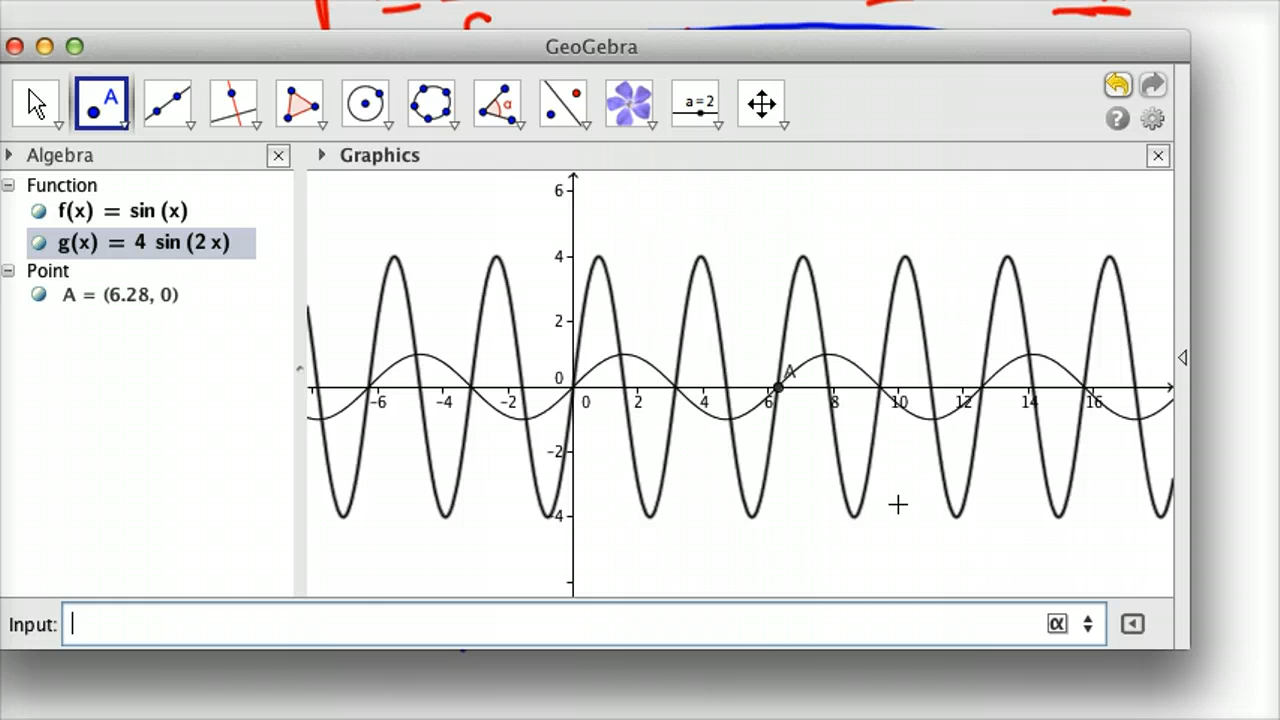 GeoGebra
A
α
a=2
?
Algebra
Graphics
Function
f(x) = sin (x)
g(x) = 4 sin (2 x)
Point
A = (6.28, 0)
6
4
2
0
A
-6 -4 -2 0 2 4 6 8 10 12 14 16
-2
-4
Input:
α